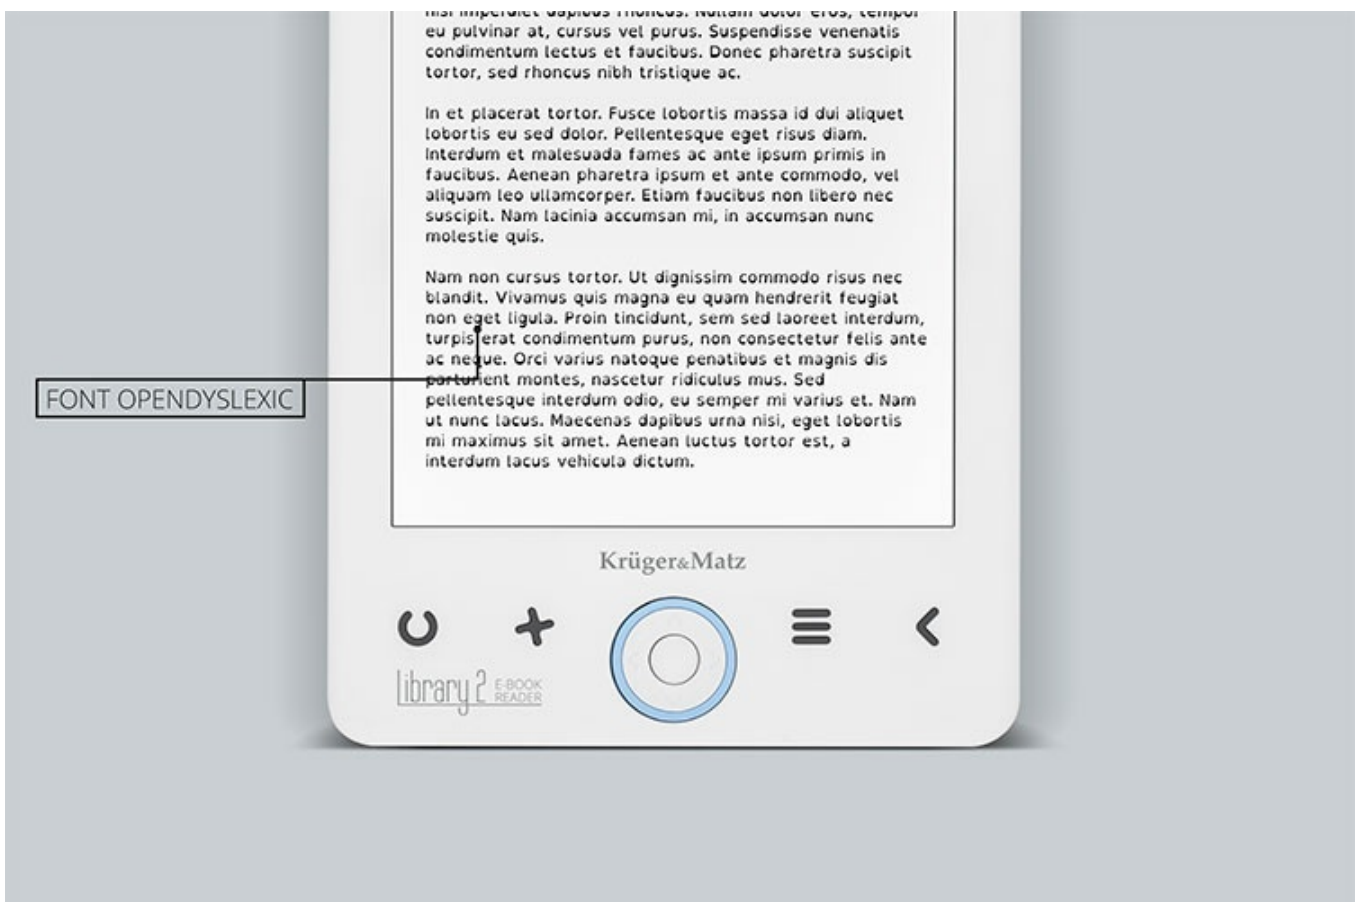 nisi imperdiet dapibus rhoncus. Nullam dolor eros, tempor
eu pulvinar at, cursus vel purus. Suspendisse venenatis
condimentum lectus et faucibus. Donec pharetra suscipit
tortor, sed rhoncus nibh tristique ac.
In et placerat tortor. Fusce lobortis massa id dui aliquet
lobortis eu sed dolor. Pellentesque eget risus diam.
Interdum et malesuada fames ac ante ipsum primis in
faucibus. Aenean pharetra ipsum et ante commodo, vel
aliquam leo ullamcorper. Etiam faucibus non libero nec
suscipit. Nam lacinia accumsan mi, in accumsan nunc
molestie quis.
Nam non cursus tortor. Ut dignissim commodo risus nec
blandit. Vivamus quis magna eu quam hendrerit feugiat
non eget ligula. Proin tincidunt, sem sed laoreet interdum,
turpis erat condimentum purus, non consectetur felis ante
ac neque. Orci varius natoque penatibus et magnis dis
parturient montes, nascetur ridiculus mus. Sed
pellentesque interdum odio, eu semper mi varius et. Nam
ut nunc lacus. Maecenas dapibus urna nisi, eget lobortis
mi maximus sit amet. Aenean luctus tortor est, a
interdum lacus vehicula dictum.
FONT OPENDYSLEXIC
Krüger&Matz
Library 2 E-BOOK
READER